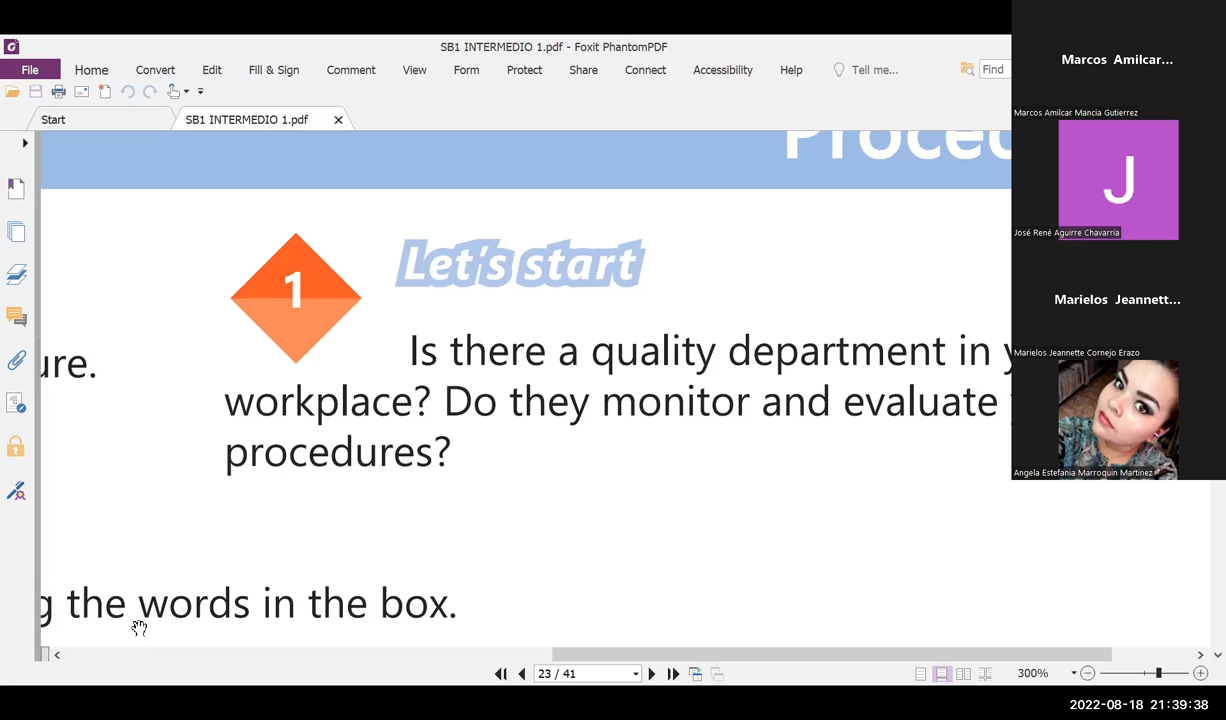 SB1 INTERMEDIO 1.pdf - Foxit PhantomPDF
File Home Convert Edit Fill & Sign Comment View Form Protect Share Connect Accessibility Help Tell me... Find
Start SB1 INTERMEDIO 1.pdf
Proced
1 Let's start
Is there a quality department in
ure.
workplace? Do they monitor and evaluate
procedures?
g the words in the box.
23 / 41
300%
Marcos Amilcar...
Marcos Amilcar Mancia Gutierrez
J
José René Aguirre Chavarría
Marielos Jeannett...
Marielos Jeannette Cornejo Erazo
Angela Estefania Marroquin Martinez
2022-08-18 21:39:38